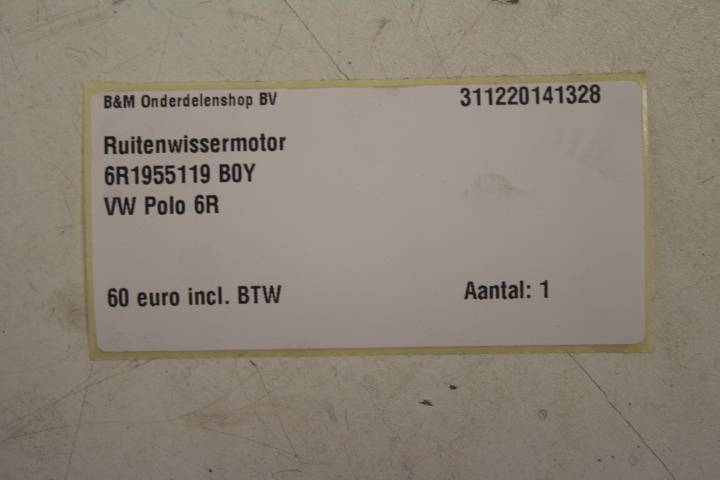 B&M Onderdelenshop BV 311220141328
Ruitenwissermotor
6R1955119 B0Y
VW Polo 6R
60 euro incl. BTW Aantal: 1